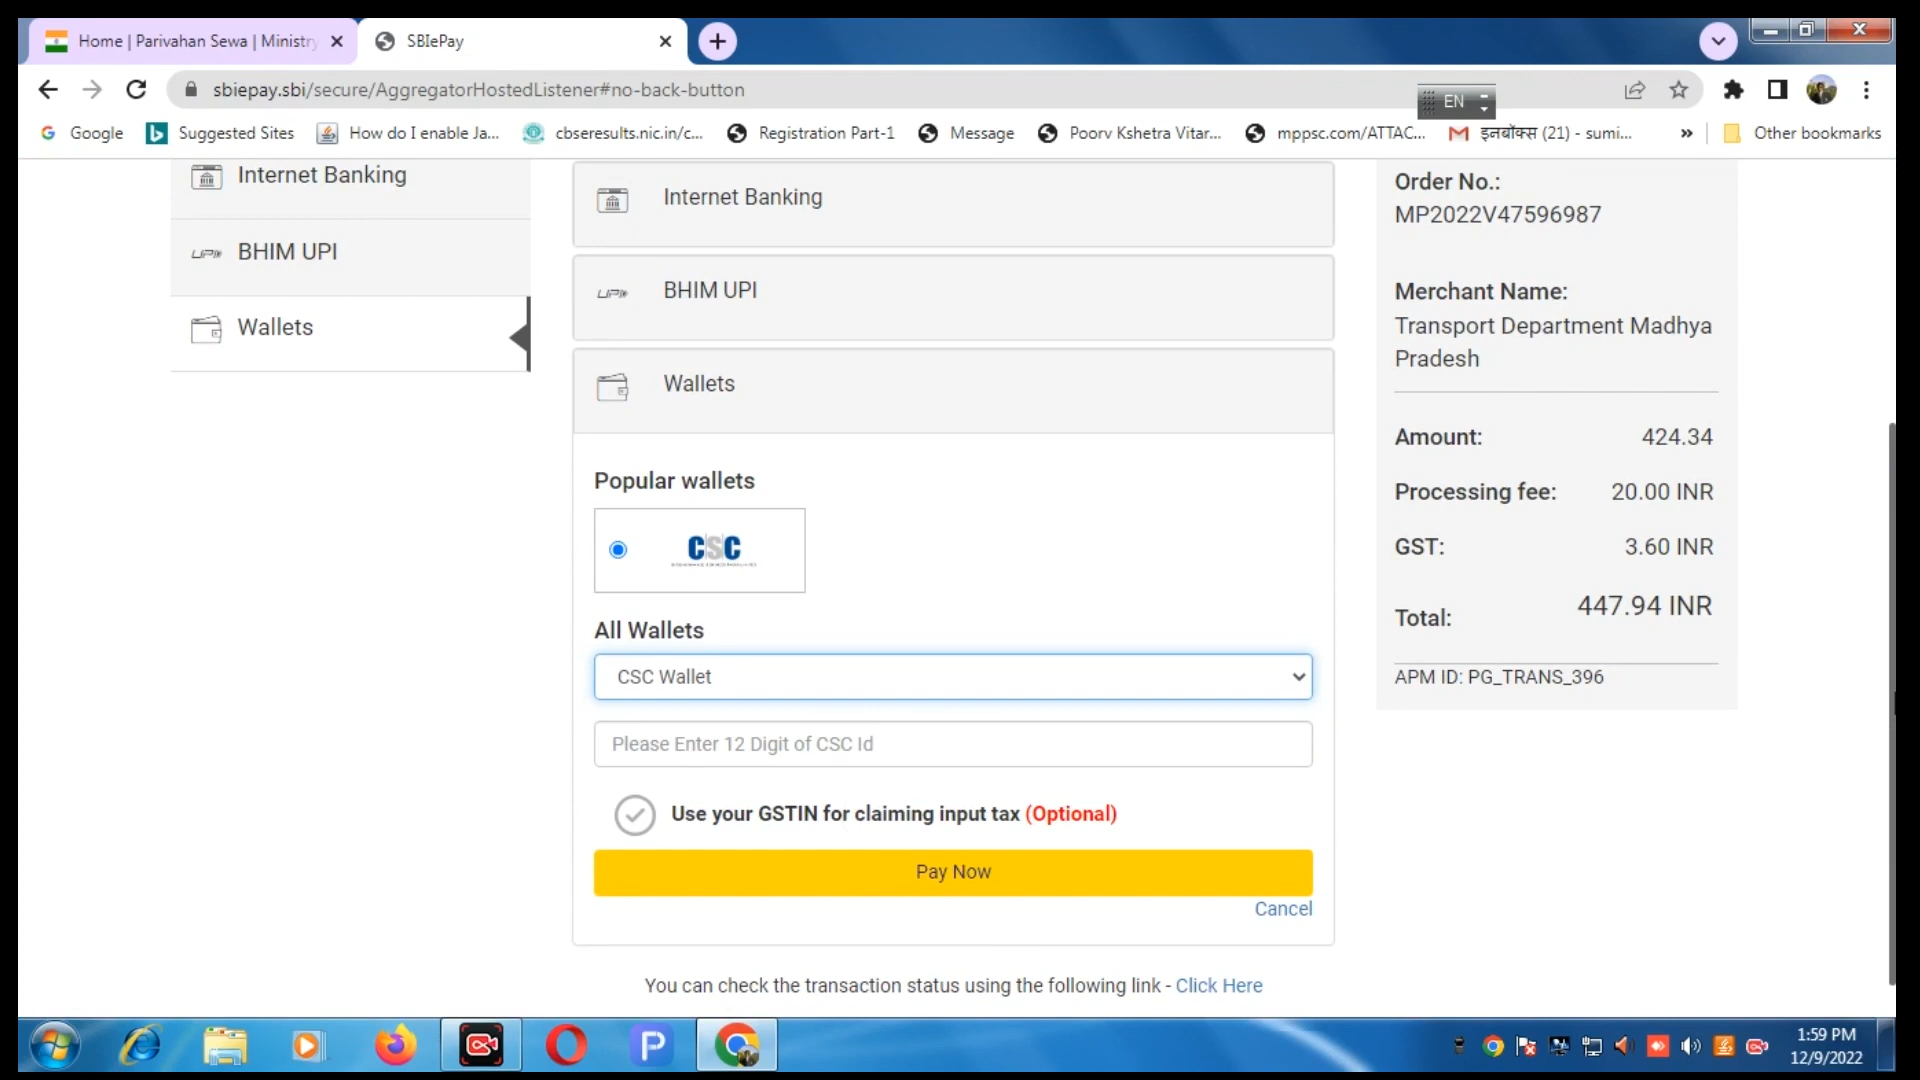 Home | Parivahan Sewa | Ministry
SBIePay
sbiepay.sbi/secure/AggregatorHostedListener#no-back-button
EN
Google
Suggested Sites
How do I enable Ja...
cbseresults.nic.in/c...
Registration Part-1
Message
Poorv Kshetra Vitar...
mppsc.com/ATTAC...
इनबॉक्स (21) - sumi...
»
Other bookmarks
Internet Banking
BHIM UPI
Wallets
Internet Banking
BHIM UPI
Wallets
Popular wallets
CSC
All Wallets
CSC Wallet
Please Enter 12 Digit of CSC Id
Use your GSTIN for claiming input tax (Optional)
Pay Now
Cancel
You can check the transaction status using the following link - Click Here
Order No.:
MP2022V47596987
Merchant Name:
Transport Department Madhya
Pradesh
Amount: 424.34
Processing fee: 20.00 INR
GST: 3.60 INR
Total: 447.94 INR
APM ID: PG_TRANS_396
1:59 PM
12/9/2022